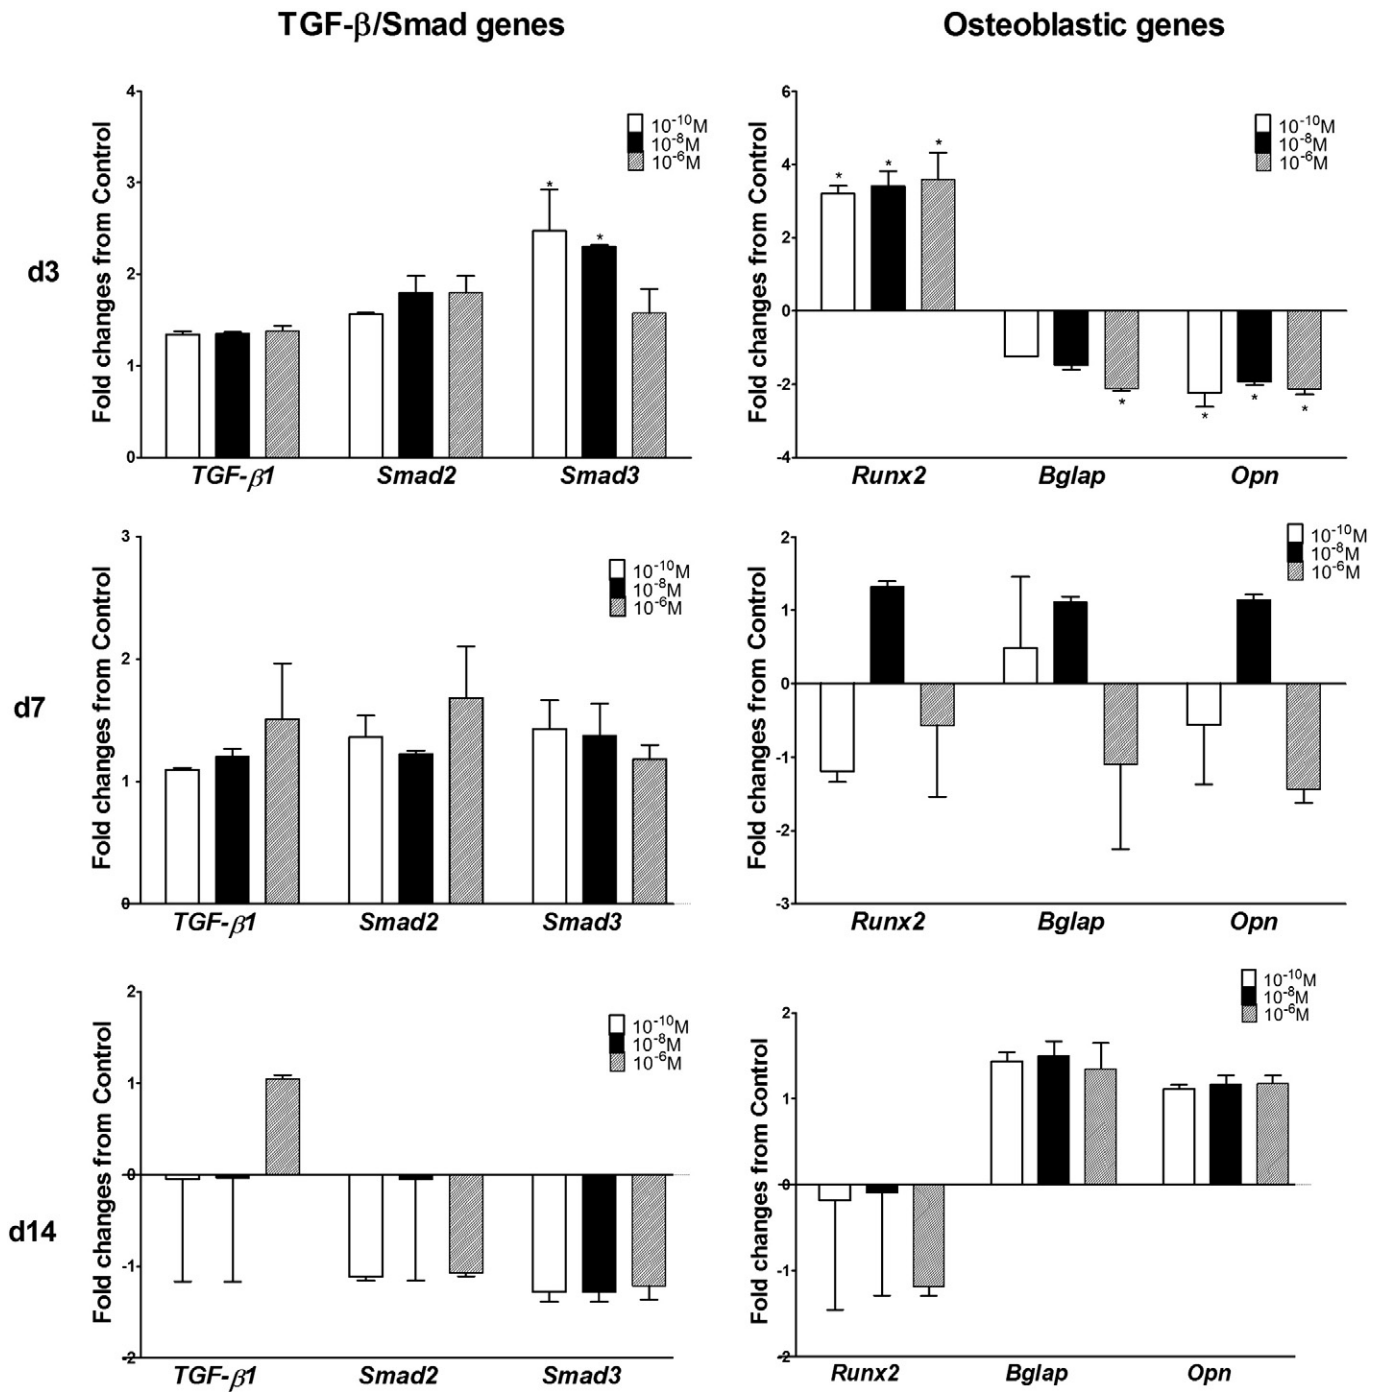 TGF-β/Smad genes
Osteoblastic genes
d3
Fold changes from Control
4
3
2
1
0
10⁻¹⁰M
10⁻⁸M
10⁻⁶M
*
*
TGF-β1 Smad2 Smad3
Fold changes from Control
6
4
2
0
-2
-4
10⁻¹⁰M
10⁻⁸M
10⁻⁶M
* * *
* * * *
Runx2 Bglap Opn
d7
Fold changes from Control
3
2
1
0
10⁻¹⁰M
10⁻⁸M
10⁻⁶M
TGF-β1 Smad2 Smad3
Fold changes from Control
2
1
0
-1
-2
-3
10⁻¹⁰M
10⁻⁸M
10⁻⁶M
Runx2 Bglap Opn
d14
Fold changes from Control
2
1
0
-1
-2
10⁻¹⁰M
10⁻⁸M
10⁻⁶M
TGF-β1 Smad2 Smad3
Fold changes from Control
2
1
0
-1
-2
10⁻¹⁰M
10⁻⁸M
10⁻⁶M
Runx2 Bglap Opn